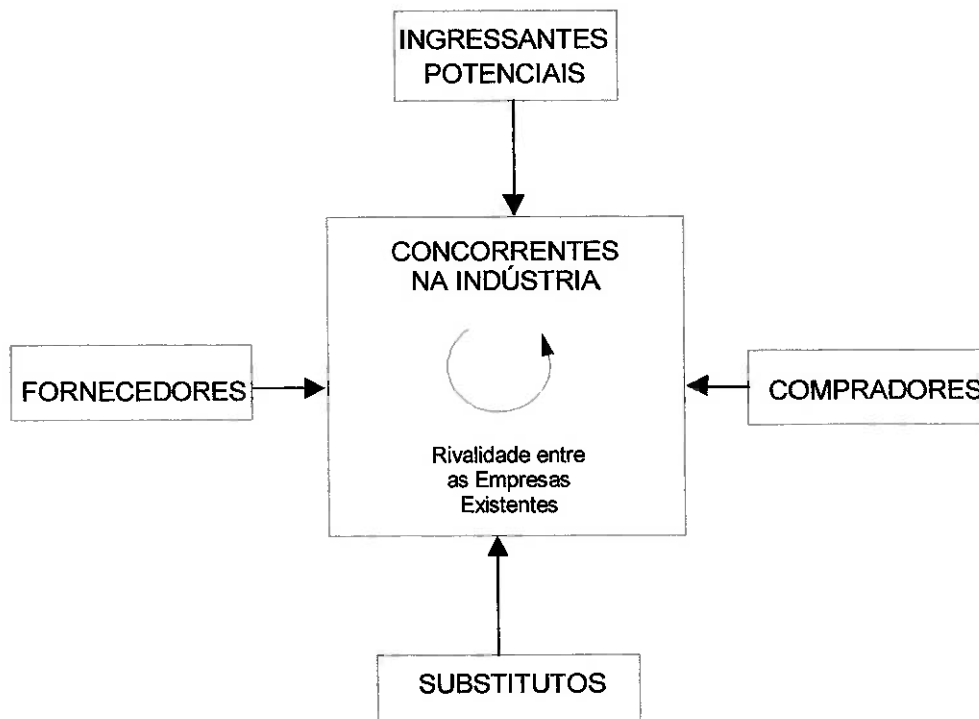 INGRESSANTES
POTENCIAIS
CONCORRENTES
NA INDÚSTRIA
FORNECEDORES
COMPRADORES
Rivalidade entre
as Empresas
Existentes
SUBSTITUTOS